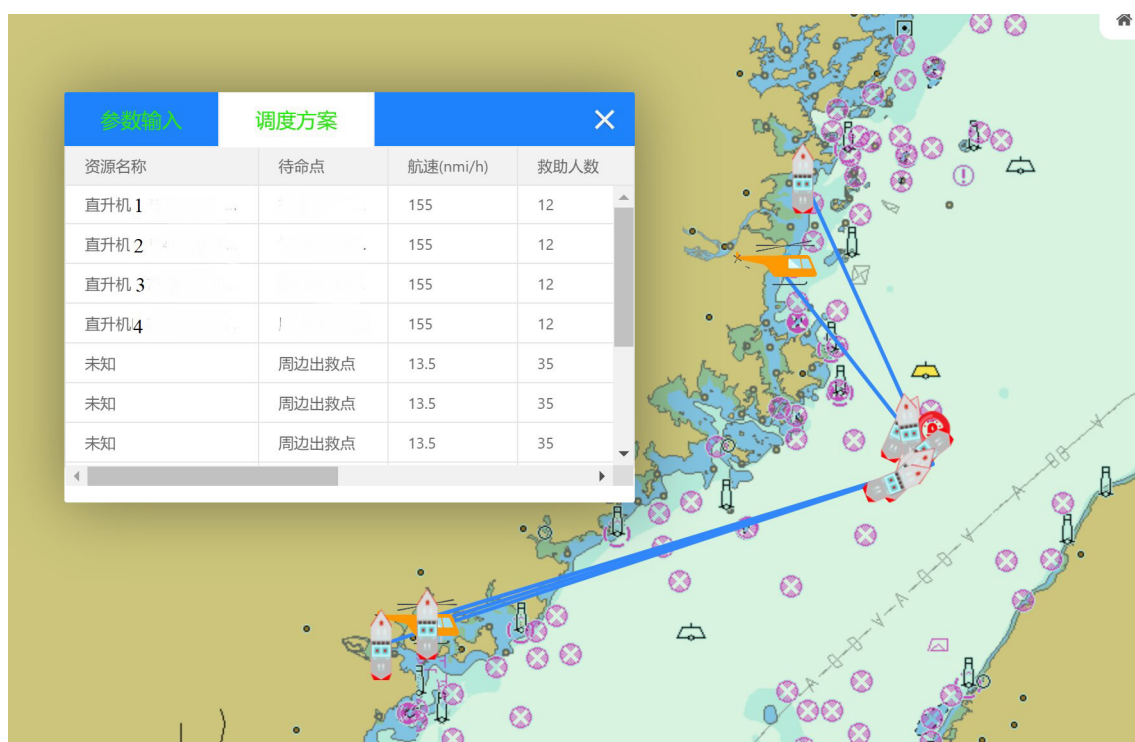 参数输入 调度方案
资源名称 待命点 航速(nmi/h) 救助人数
直升机1 155 12
直升机2 155 12
直升机3 155 12
直升机4 155 12
未知 周边出救点 13.5 35
未知 周边出救点 13.5 35
未知 周边出救点 13.5 35